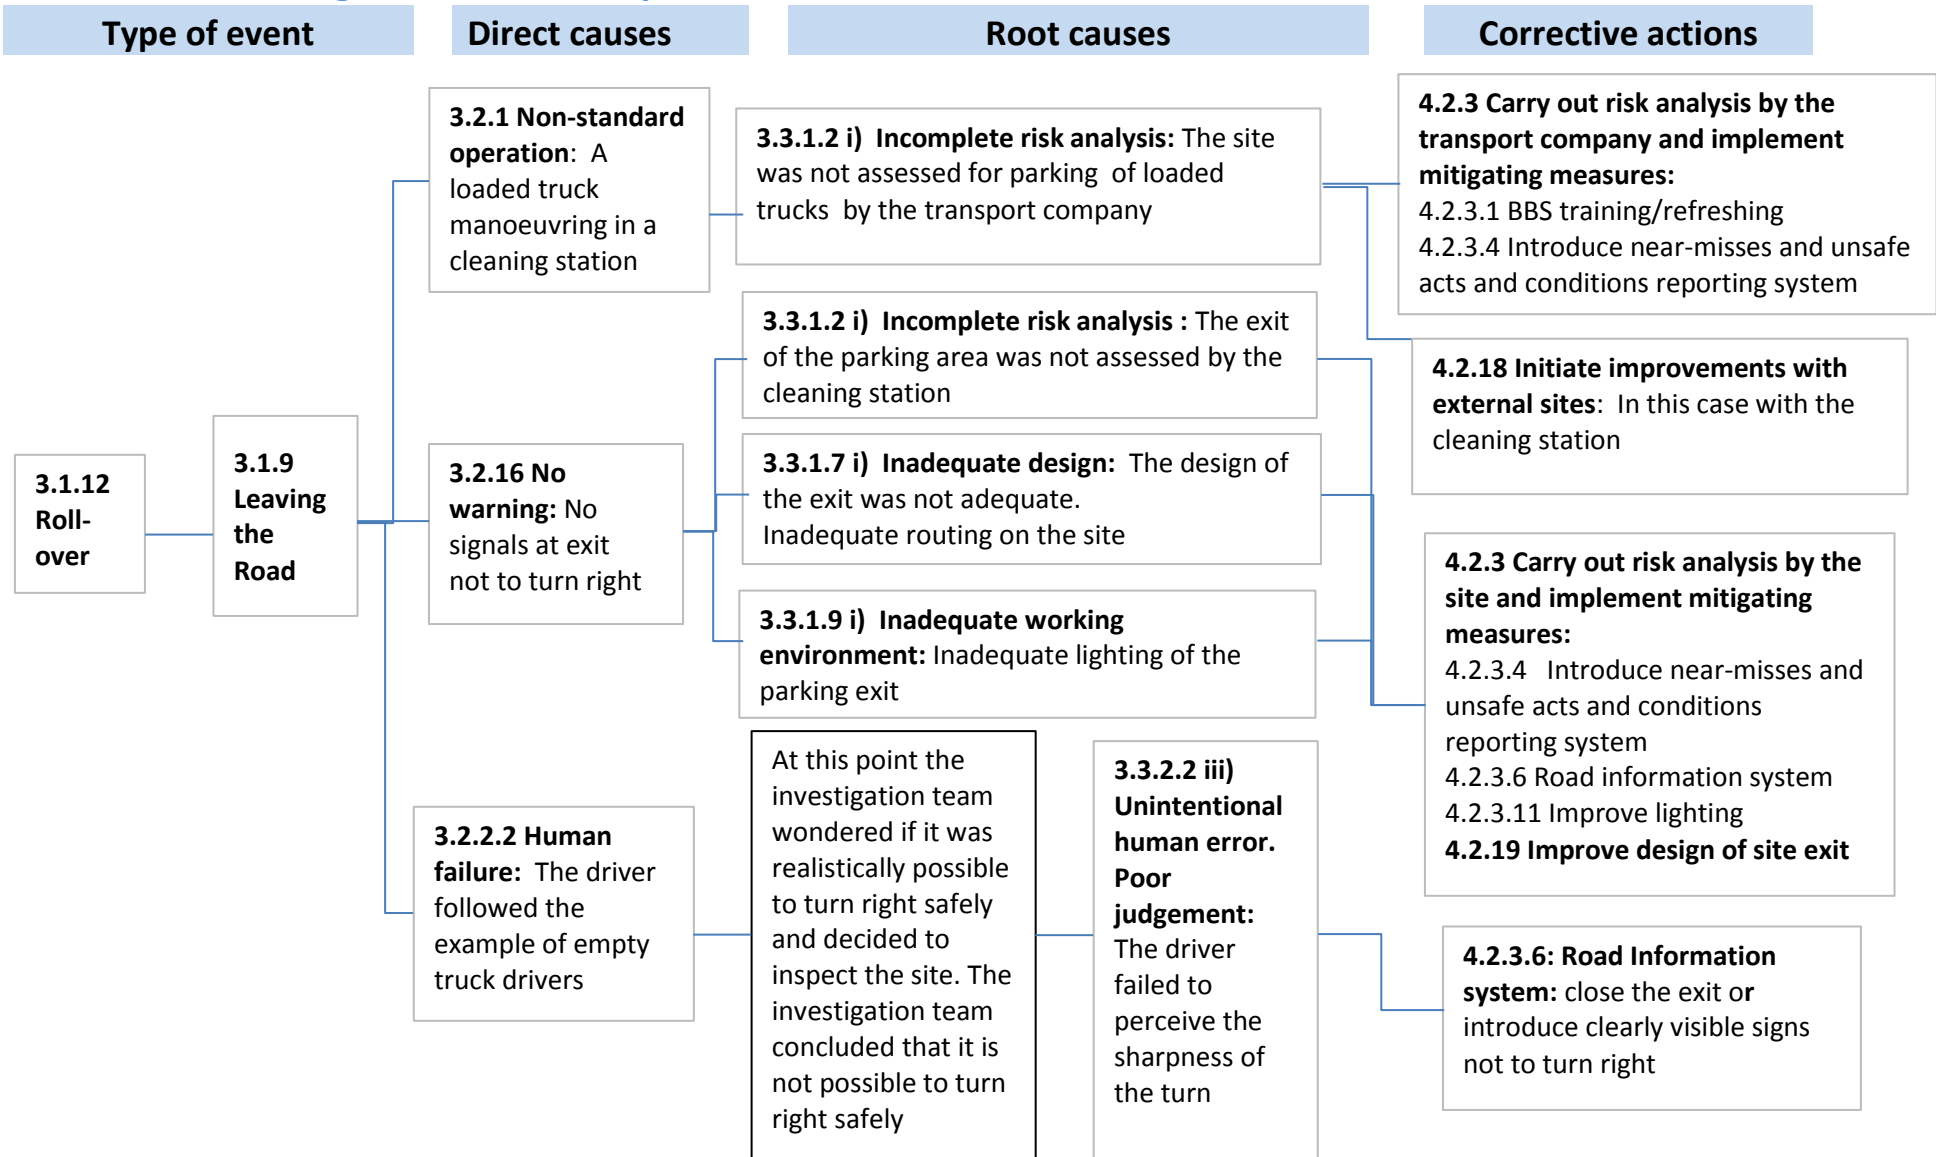 Type of event
Direct causes
Root causes
Corrective actions
3.1.12
Roll-
over
3.1.9
Leaving
the
Road
3.2.1 Non-standard
operation:  A
loaded truck
manoeuvring in a
cleaning station
3.2.16 No
warning: No
signals at exit
not to turn right
3.2.2.2 Human
failure:  The driver
followed the
example of empty
truck drivers
3.3.1.2 i)  Incomplete risk analysis: The site
was not assessed for parking  of loaded
trucks  by the transport company
3.3.1.2 i)  Incomplete risk analysis : The exit
of the parking area was not assessed by the
cleaning station
3.3.1.7 i)  Inadequate design:  The design of
the exit was not adequate.
Inadequate routing on the site
3.3.1.9 i)  Inadequate working
environment: Inadequate lighting of the
parking exit
At this point the
investigation team
wondered if it was
realistically possible
to turn right safely
and decided to
inspect the site. The
investigation team
concluded that it is
not possible to turn
right safely
3.3.2.2 iii)
Unintentional
human error.
Poor
judgement:
The driver
failed to
perceive the
sharpness of
the turn
4.2.3 Carry out risk analysis by the
transport company and implement
mitigating measures:
4.2.3.1 BBS training/refreshing
4.2.3.4 Introduce near-misses and unsafe
acts and conditions reporting system
4.2.18 Initiate improvements with
external sites:  In this case with the
cleaning station
4.2.3 Carry out risk analysis by the
site and implement mitigating
measures:
4.2.3.4   Introduce near-misses and
unsafe acts and conditions
reporting system
4.2.3.6 Road information system
4.2.3.11 Improve lighting
4.2.19 Improve design of site exit
4.2.3.6: Road Information
system: close the exit or
introduce clearly visible signs
not to turn right